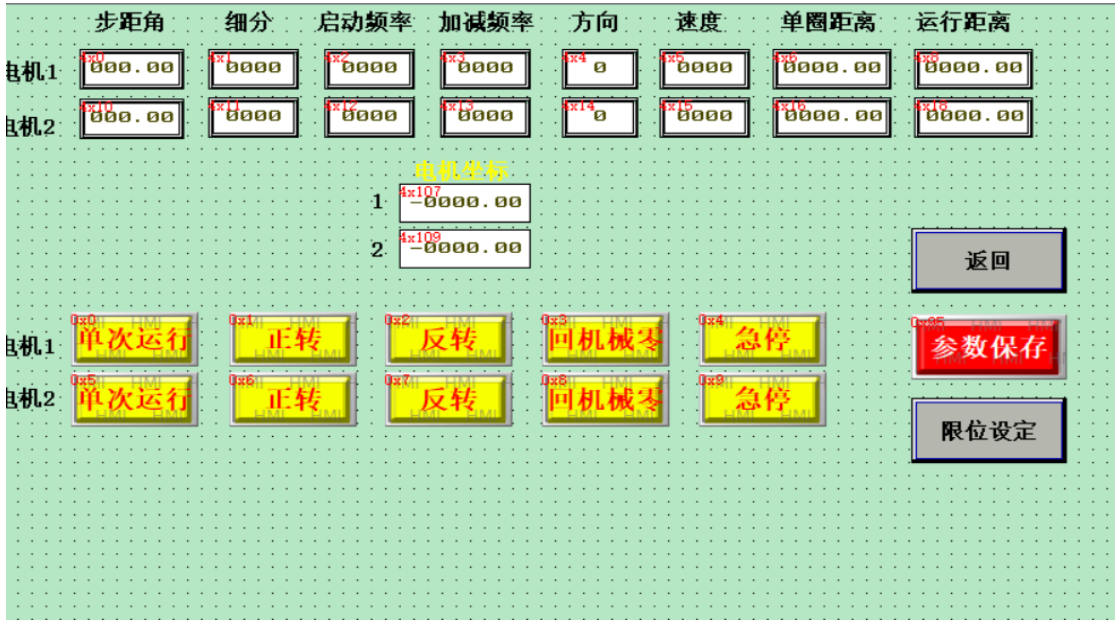 步距角 细分 启动频率 加减频率 方向 速度 单圈距离 运行距离
电机1 4x0 000.00 4x1 0000 4x2 0000 4x3 0000 4x4 0 4x5 0000 4x6 0000.00 4x8 0000.00
电机2 4x10 000.00 4x11 0000 4x12 0000 4x13 0000 4x14 0 4x15 0000 4x16 0000.00 4x18 0000.00
电机坐标
1 4x107 -0000.00
2 4x109 -0000.00
返回
电机1 0x0 单次运行 0x1 正转 0x2 反转 0x3 回机械零 0x4 急停 0x95 参数保存
电机2 0x5 单次运行 0x6 正转 0x7 反转 0x8 回机械零 0x9 急停
限位设定